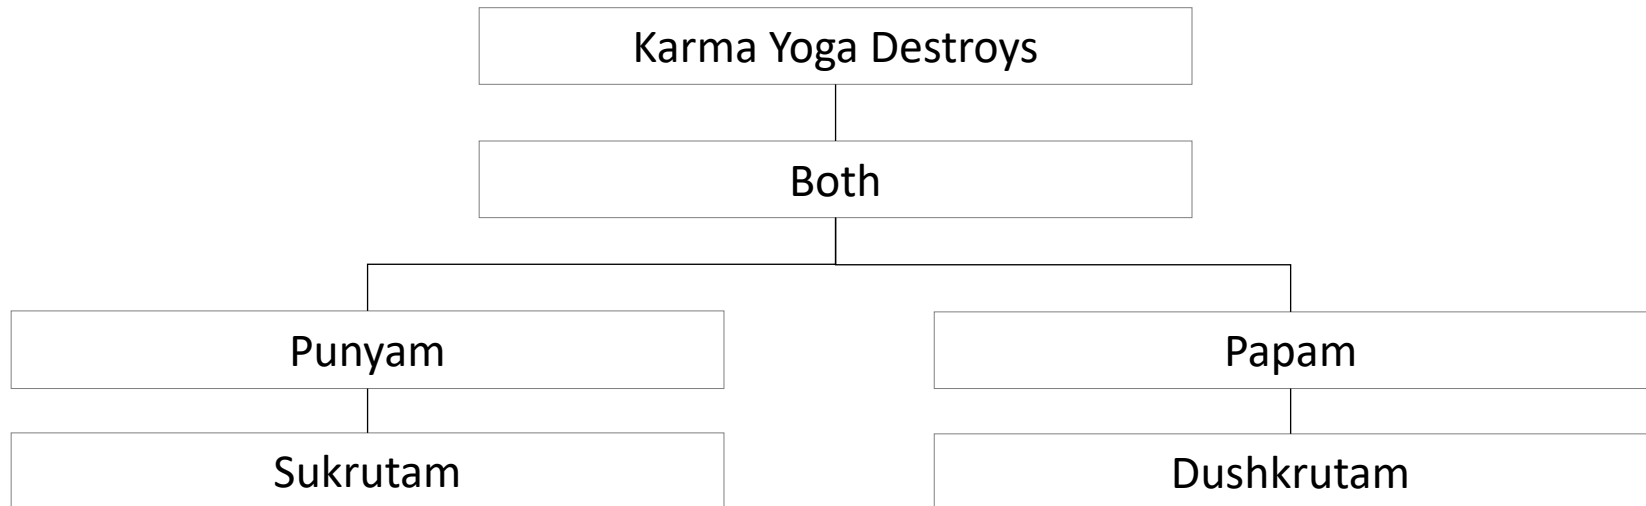 Karma Yoga Destroys
Both
Punyam
Papam
Sukrutam
Dushkrutam